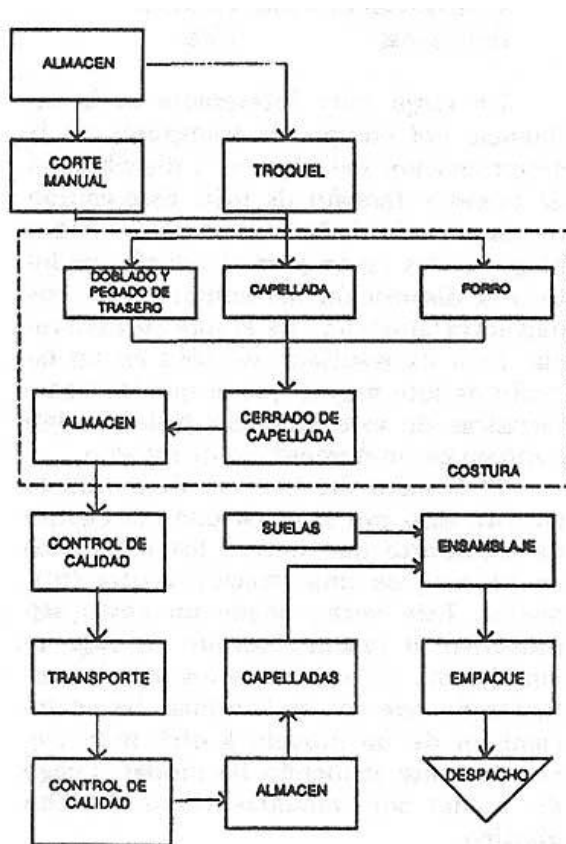 ALMACEN
CORTE
MANUAL
TROQUEL
DOBLADO Y
PEGADO DE
TRASERO
CAPELLADA
FORRO
ALMACEN
CERRADO DE
CAPELLADA
COSTURA
CONTROL DE
CALIDAD
SUELAS
ENSAMBLAJE
TRANSPORTE
CAPELLADAS
EMPAQUE
CONTROL DE
CALIDAD
ALMACEN
DESPACHO